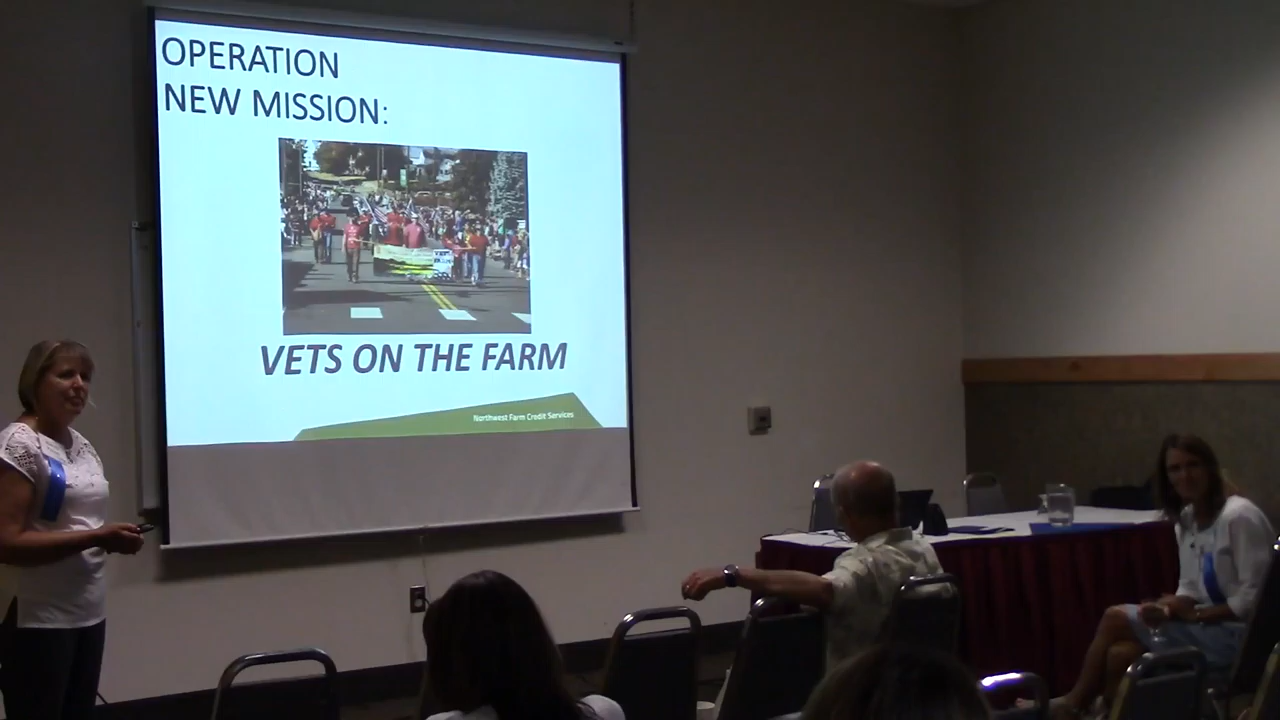 OPERATION
NEW MISSION:
VETS ON THE FARM
Northwest Farm Credit Services